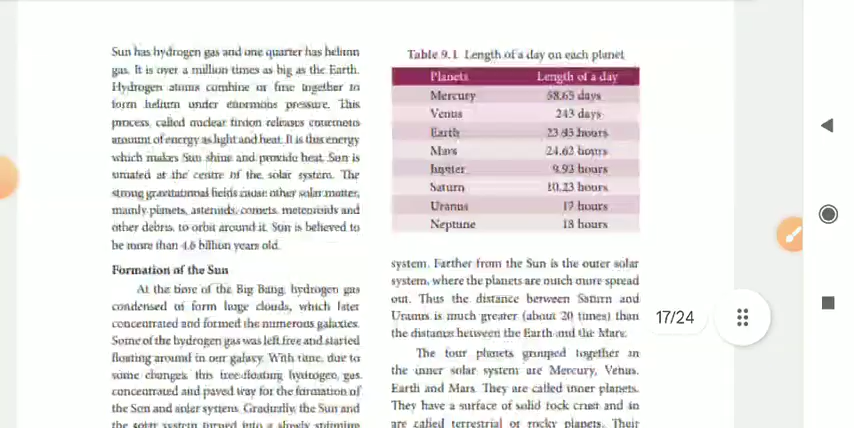 Sun has hydrogen gas and one quarter has helium
gas. It is over a million times as big as the Earth.
Hydrogen atoms combine or fuse together to
form helium under enormous pressure. This
process, called nuclear fusion releases enormous
amount of energy as light and heat. It is this energy
which makes Sun shine and provide heat. Sun is
situated at the centre of the solar system. The
strong gravitational fields cause other solar matter,
mainly planets, asteroids, comets, meteoroids and
other debris, to orbit around it. Sun is believed to
be more than 4.6 billion years old.
Formation of the Sun
At the time of the Big Bang, hydrogen gas
condensed to form huge clouds, which later
concentrated and formed the numerous galaxies.
Some of the hydrogen gas was left free and started
floating around in our galaxy. With time, due to
some changes, this free-floating hydrogen gas
concentrated and paved way for the formation of
the Sun and solar system. Gradually, the Sun and
the solar system turned into a slowly spinning
Table 9.1 Length of a day on each planet
Planets Length of a day
Mercury 58.65 days
Venus 243 days
Earth 23.93 hours
Mars 24.62 hours
Jupiter 9.93 hours
Saturn 10.23 hours
Uranus 17 hours
Neptune 18 hours
system. Farther from the Sun is the outer solar
system, where the planets are much more spread
out. Thus the distance between Saturn and
Uranus is much greater (about 20 times) than
the distance between the Earth and the Mars.
The four planets grouped together in
the inner solar system are Mercury, Venus,
Earth and Mars. They are called inner planets.
They have a surface of solid rock crust and so
are called terrestrial or rocky planets. Their
17/24